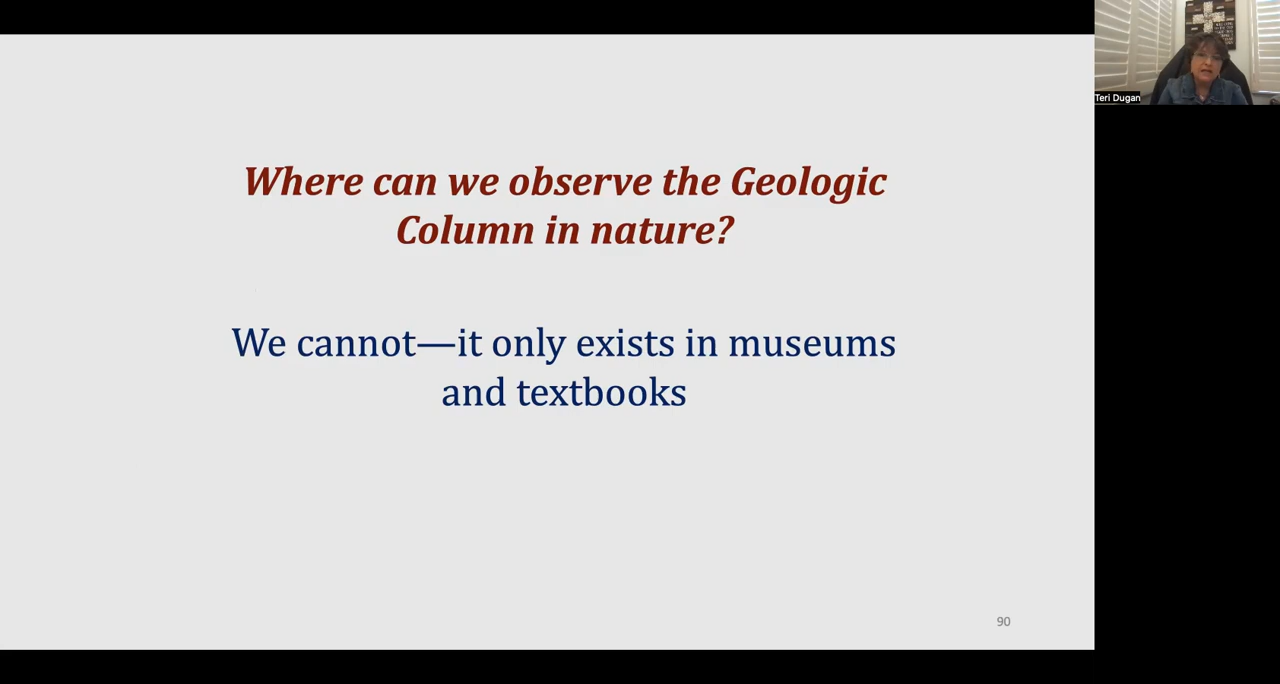 Where can we observe the Geologic
Column in nature?
We cannot—it only exists in museums
and textbooks
90
Teri Dugan